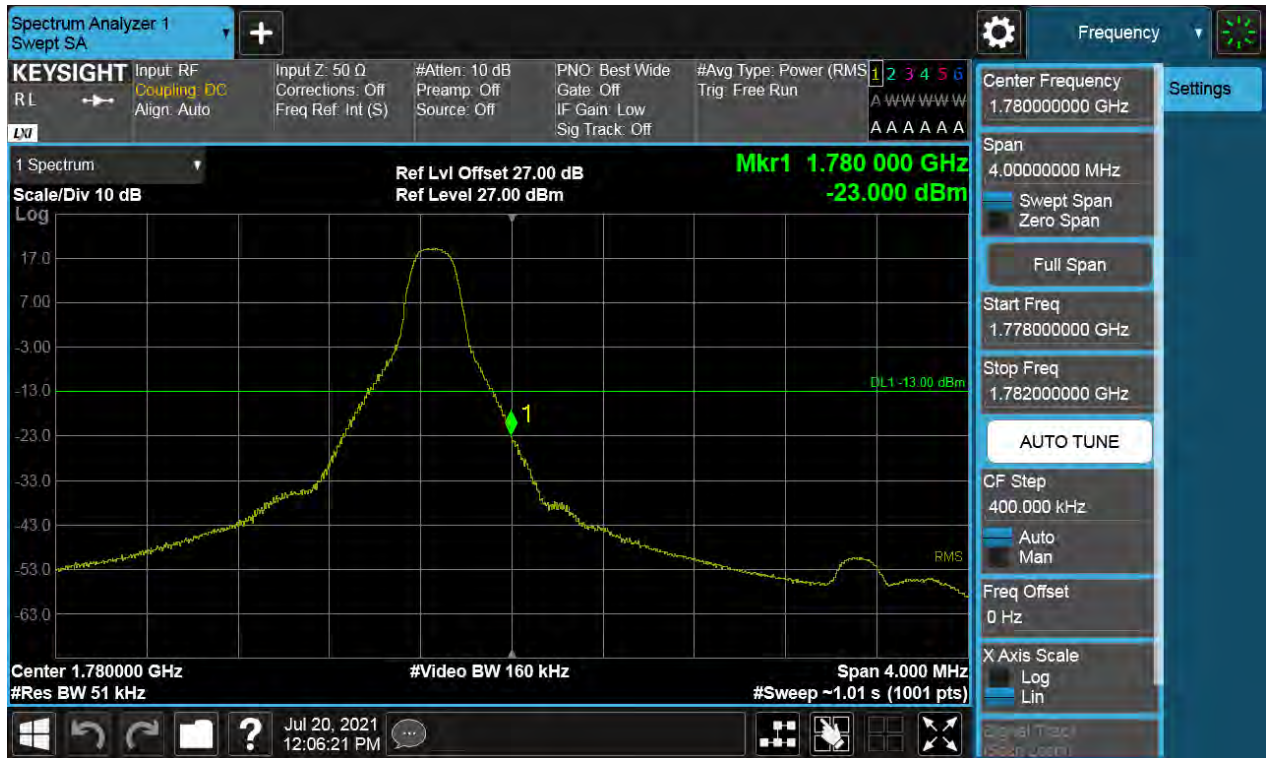 Spectrum Analyzer 1
Swept SA
+
Frequency
KEYSIGHT
R L
LXI
Input: RF
Coupling: DC
Align: Auto
Input Z: 50 Ω
Corrections: Off
Freq Ref: Int (S)
#Atten: 10 dB
Preamp: Off
Source: Off
PNO: Best Wide
Gate: Off
IF Gain: Low
Sig Track: Off
#Avg Type: Power (RMS
Trig: Free Run
1 2 3 4 5 6
A W W W W W
A A A A A A
1 Spectrum
Scale/Div 10 dB
Log
Ref Lvl Offset 27.00 dB
Ref Level 27.00 dBm
Mkr1 1.780 000 GHz
-23.000 dBm
17.0
7.00
-3.00
-13.0
-23.0
-33.0
-43.0
-53.0
-63.0
DL1 -13.00 dBm
1
RMS
Center 1.780000 GHz
#Res BW 51 kHz
#Video BW 160 kHz
Span 4.000 MHz
#Sweep ~1.01 s (1001 pts)
Center Frequency
1.780000000 GHz
Span
4.00000000 MHz
Swept Span
Zero Span
Full Span
Start Freq
1.778000000 GHz
Stop Freq
1.782000000 GHz
AUTO TUNE
CF Step
400.000 kHz
Auto
Man
Freq Offset
0 Hz
X Axis Scale
Log
Lin
Signal Track
(Span Zoom)
Settings
?
Jul 20, 2021
12:06:21 PM